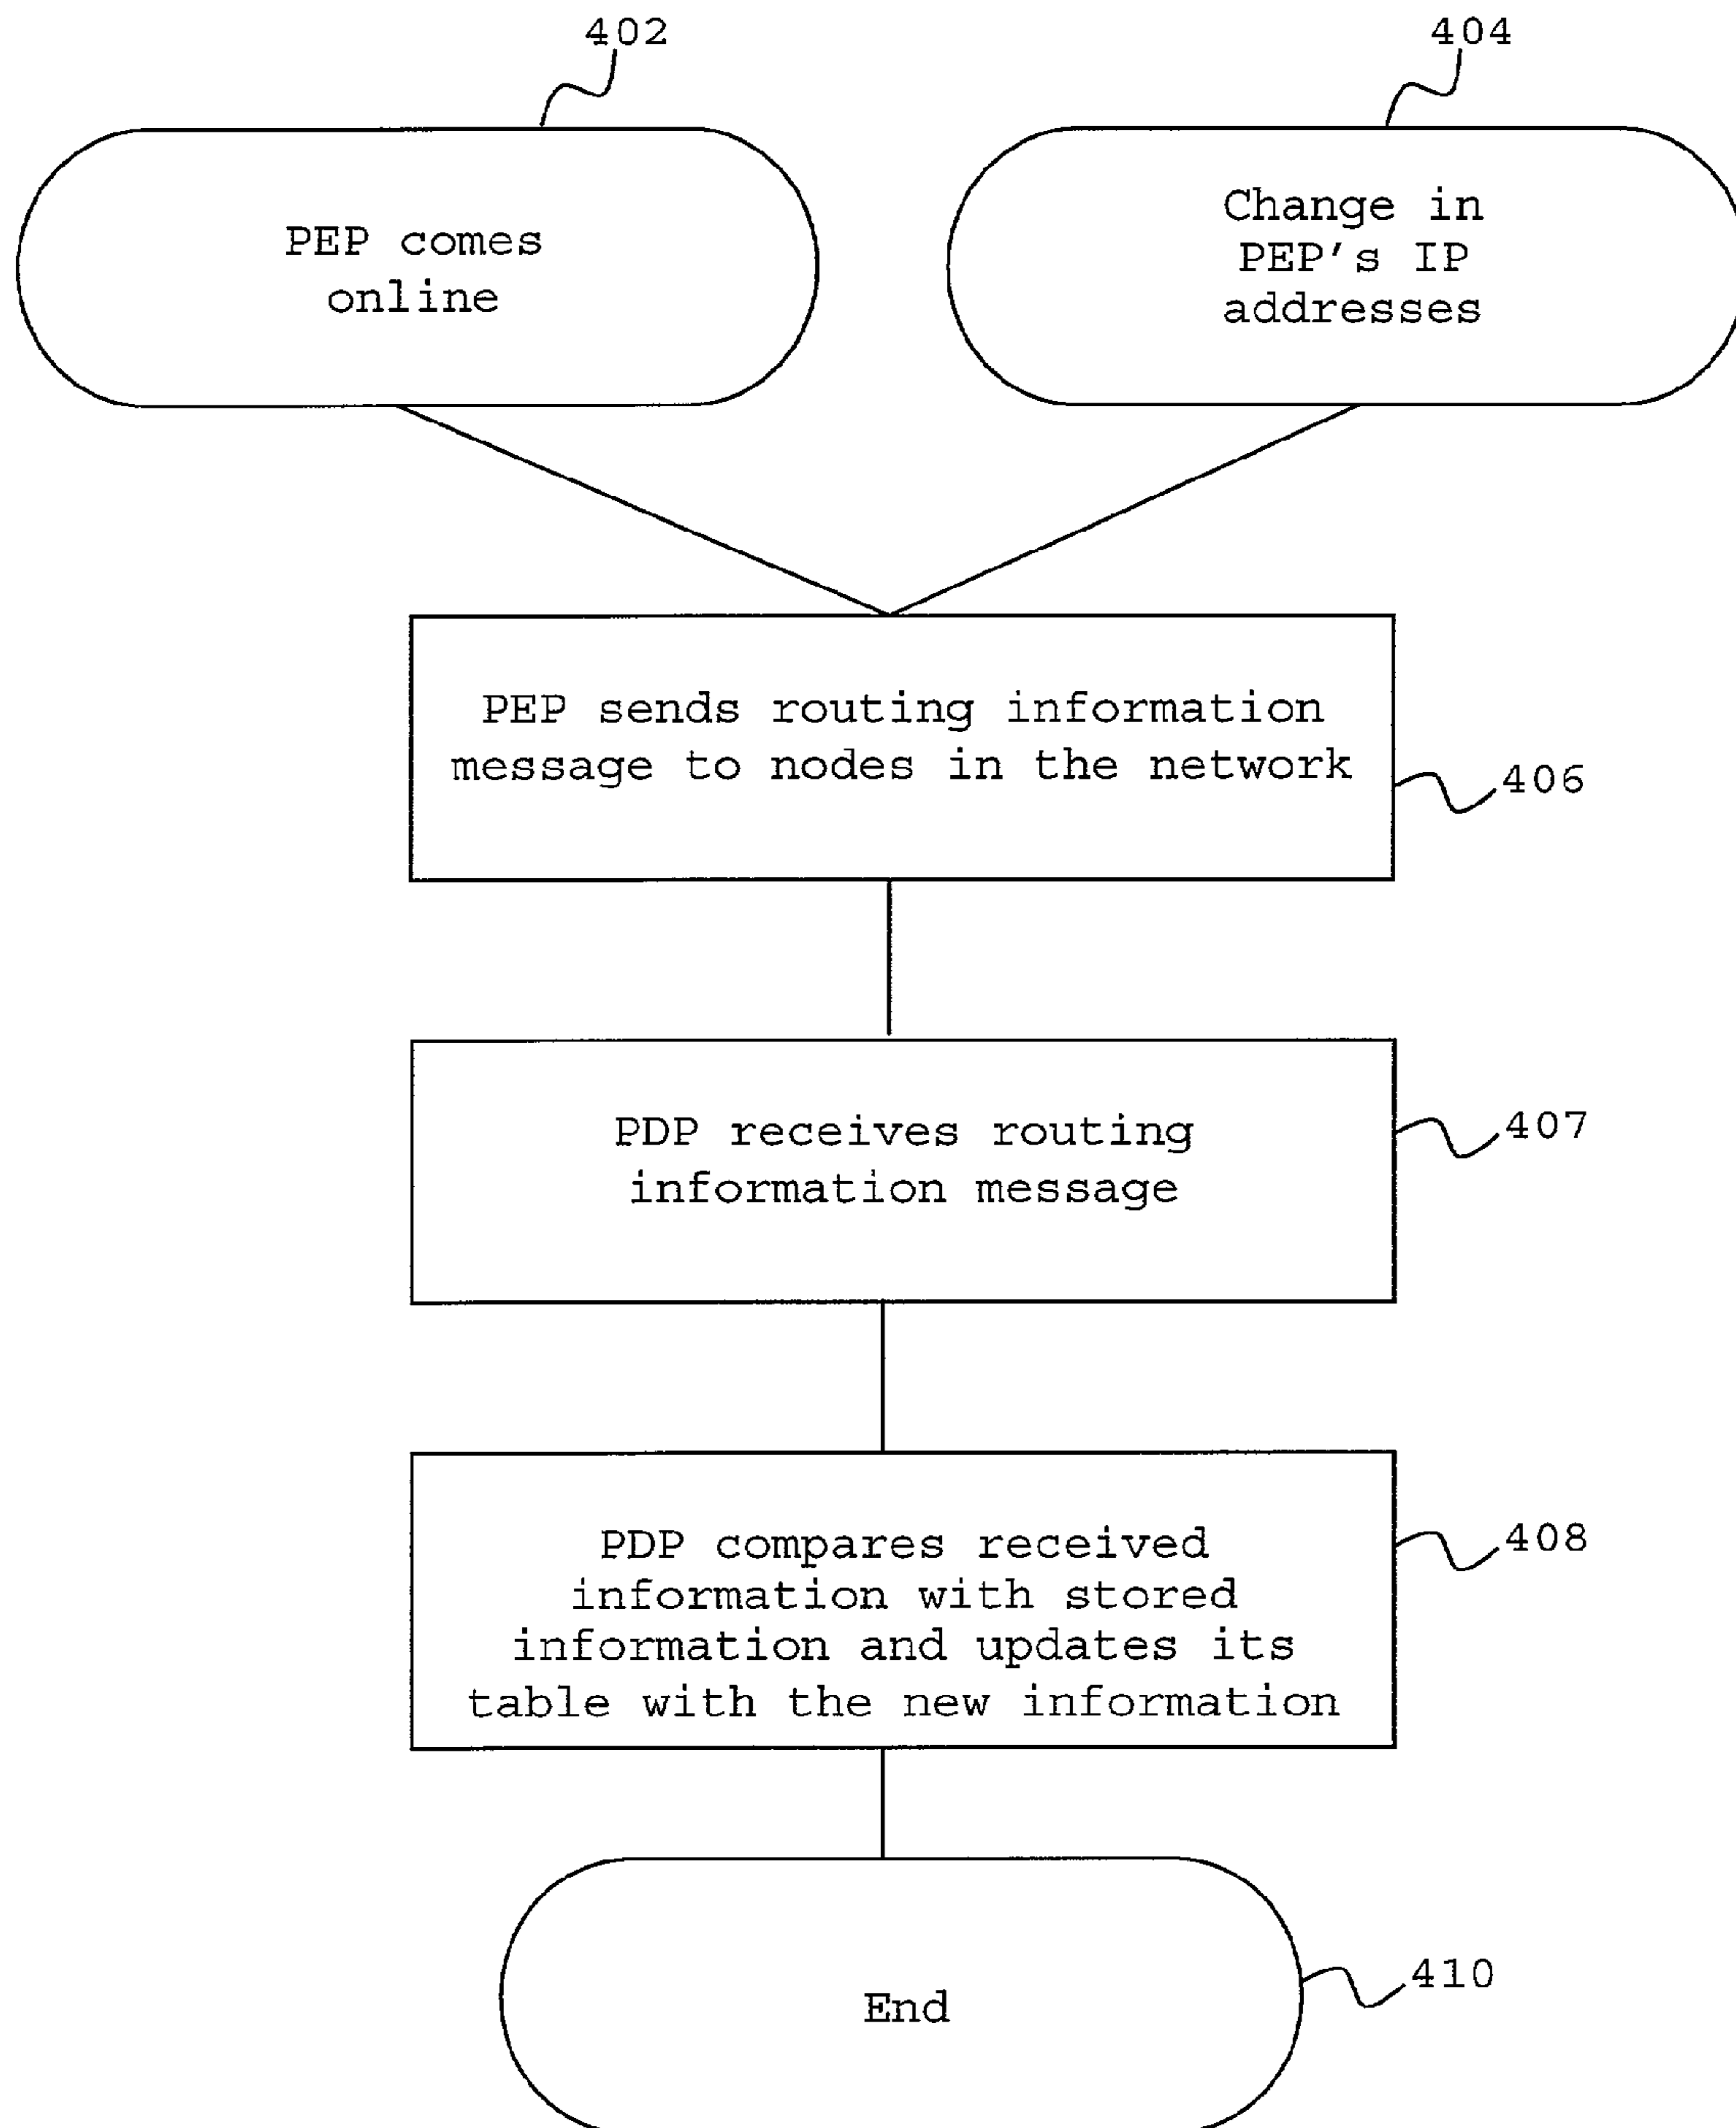 402
404
PEP comes
online
Change in
PEP's IP
addresses
PEP sends routing information
message to nodes in the network
406
PDP receives routing
information message
407
PDP compares received
information with stored
information and updates its
table with the new information
408
End
410